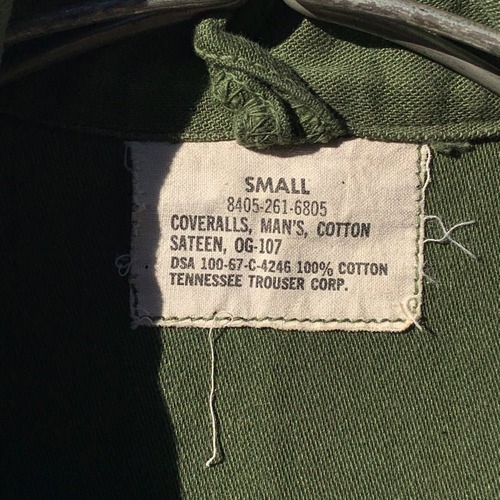 SMALL
8405-261-6805
COVERALLS, MAN'S, COTTON
SATEEN, OG-107
DSA 100-67-C-4246 100% COTTON
TENNESSEE TROUSER CORP.